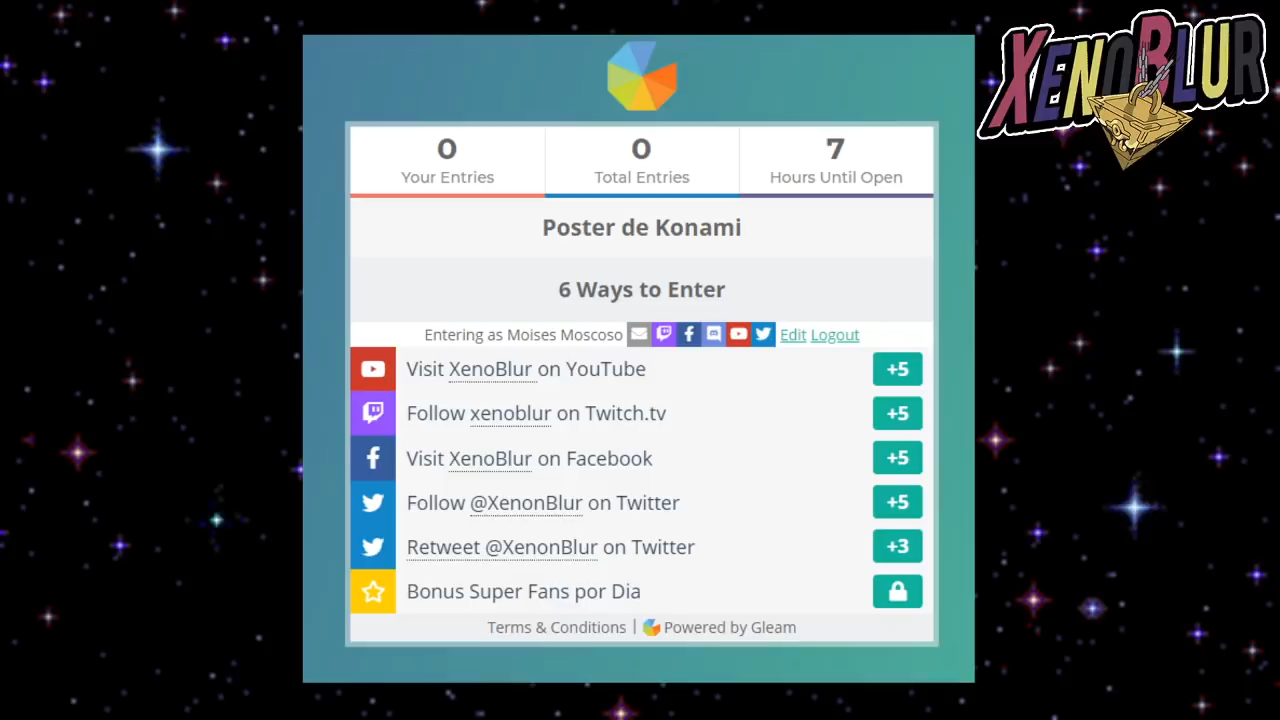 XENOBLUR
0
Your Entries
0
Total Entries
7
Hours Until Open
Poster de Konami
6 Ways to Enter
Entering as Moises Moscoso Edit Logout
Visit XenoBlur on YouTube +5
Follow xenoblur on Twitch.tv +5
Visit XenoBlur on Facebook +5
Follow @XenonBlur on Twitter +5
Retweet @XenonBlur on Twitter +3
Bonus Super Fans por Dia
Terms & Conditions | Powered by Gleam